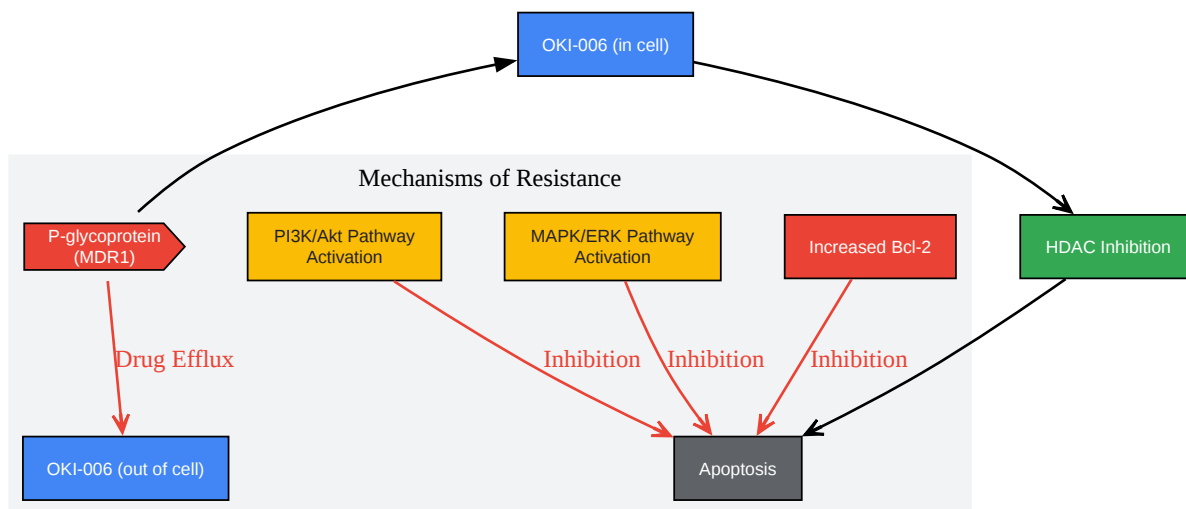 OKI-006 (in cell)
Mechanisms of Resistance
P-glycoprotein
(MDR1)
PI3K/Akt Pathway
Activation
MAPK/ERK Pathway
Activation
Increased Bcl-2
HDAC Inhibition
Drug Efflux
Inhibition
Inhibition
Inhibition
OKI-006 (out of cell)
Apoptosis